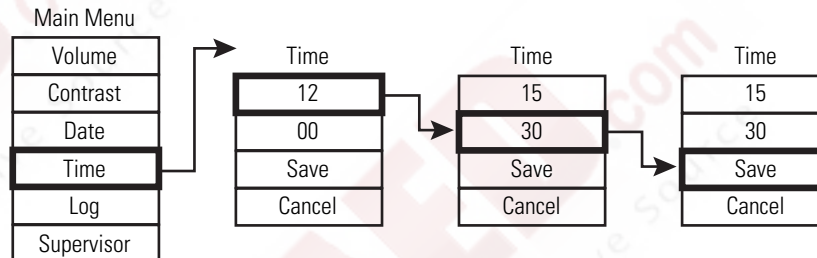 Main Menu
Volume
Contrast
Date
Time
Log
Supervisor
Time
12
00
Save
Cancel
Time
15
30
Save
Cancel
Time
15
30
Save
Cancel